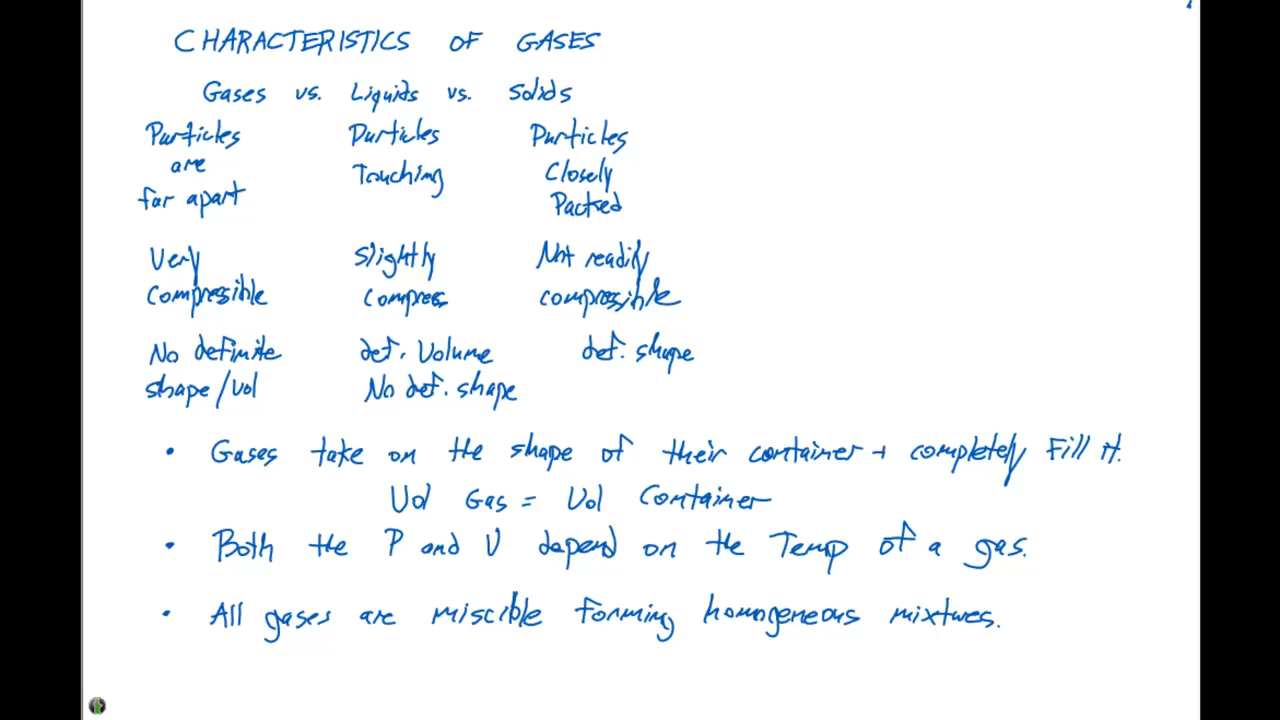 CHARACTERISTICS OF GASES
Gases vs. Liquids vs. Solids
Particles Particles Particles
are Touching Closely
far apart Packed
Very Slightly Not readily
compressible compress compressible
No definite def. Volume def. shape
shape/vol No def. shape
• Gases take on the shape of their container + completely fill it.
Vol Gas = Vol Container
• Both the P and V depend on the Temp of a gas.
• All gases are miscible forming homogeneous mixtures.